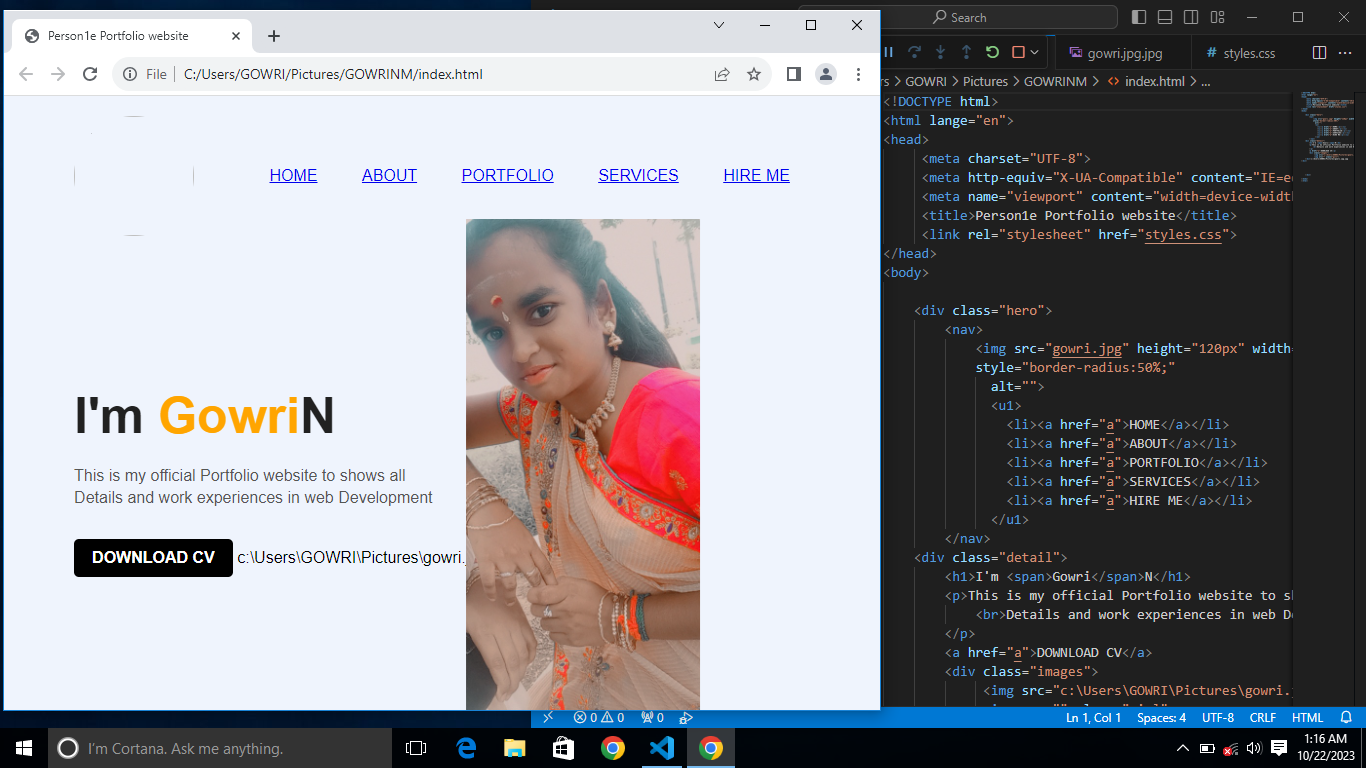 Person1e Portfolio website
File
C:/Users/GOWRI/Pictures/GOWRINM/index.html
HOME
ABOUT
PORTFOLIO
SERVICES
HIRE ME
I'm GowriN
This is my official Portfolio website to shows all
Details and work experiences in web Development
DOWNLOAD CV
c:\Users\GOWRI\Pictures\gowri.j
Search
gowri.jpg.jpg
# styles.css
rs > GOWRI > Pictures > GOWRINM > <> index.html > ...
<!DOCTYPE html>
<html lange="en">
<head>
<meta charset="UTF-8">
<meta http-equiv="X-UA-Compatible" content="IE=ed
<meta name="viewport" content="width=device-width
<title>Person1e Portfolio website</title>
<link rel="stylesheet" href="styles.css">
</head>
<body>
<div class="hero">
<nav>
<img src="gowri.jpg" height="120px" width=
style="border-radius:50%;"
alt="">
<u1>
<li><a href="a">HOME</a></li>
<li><a href="a">ABOUT</a></li>
<li><a href="a">PORTFOLIO</a></li>
<li><a href="a">SERVICES</a></li>
<li><a href="a">HIRE ME</a></li>
</u1>
</nav>
<div class="detail">
<h1>I'm <span>Gowri</span>N</h1>
<p>This is my official Portfolio website to sh
<br>Details and work experiences in web De
</p>
<a href="a">DOWNLOAD CV</a>
<div class="images">
<img src="c:\Users\GOWRI\Pictures\gowri.j
0 0
0
Ln 1, Col 1
Spaces: 4
UTF-8
CRLF
HTML
I'm Cortana. Ask me anything.
1:16 AM
10/22/2023